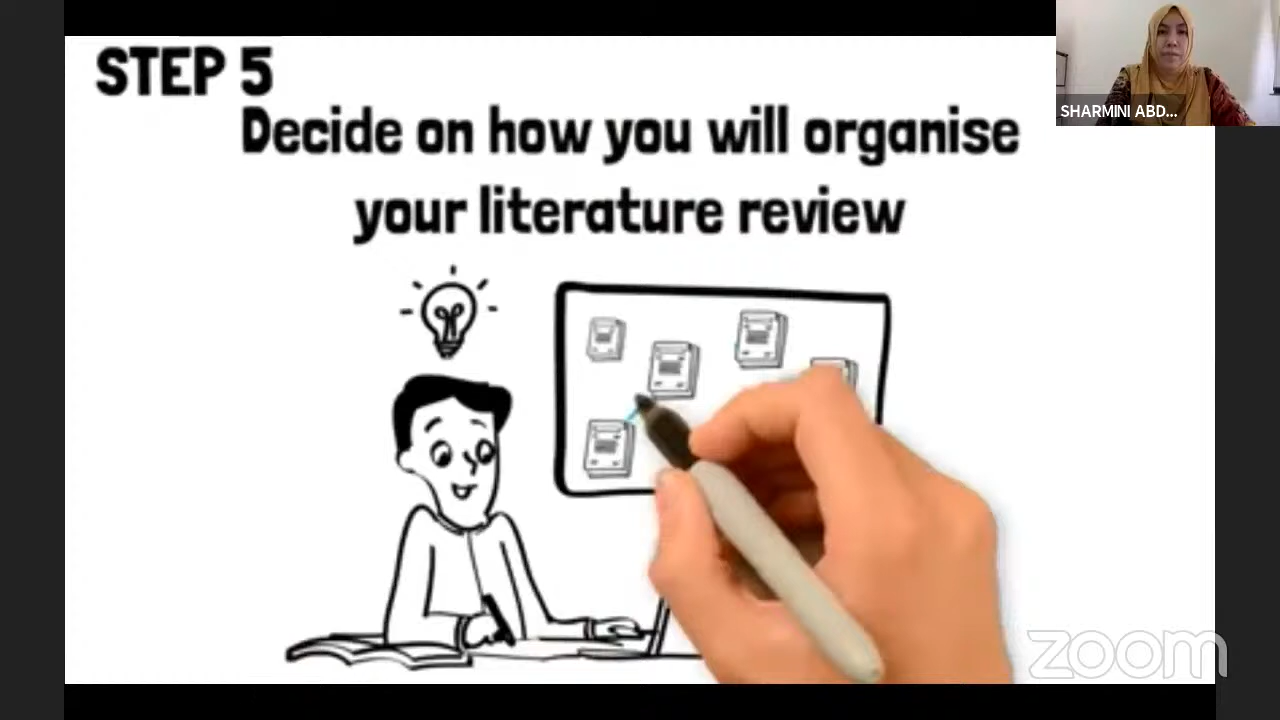 STEP 5
Decide on how you will organise
your literature review
SHARMINI ABD...
zoom